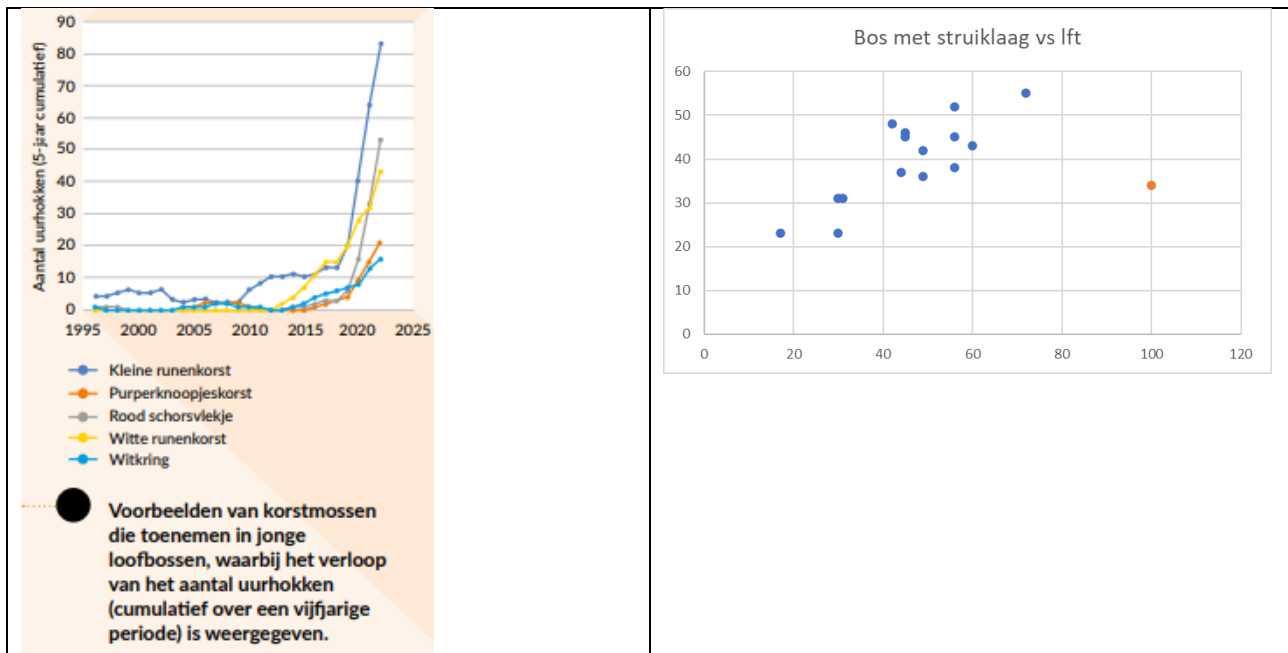 Aantal uurhokken (5-jaar cumulatief)
90
80
70
60
50
40
30
20
10
0
1995 2000 2005 2010 2015 2020 2025
Kleine runenkorst
Purperknoopjeskorst
Rood schorsvlekje
Witte runenkorst
Witkring
Voorbeelden van korstmossen
die toenemen in jonge
loofbossen, waarbij het verloop
van het aantal uurhokken
(cumulatief over een vijfjarige
periode) is weergegeven.
Bos met struiklaag vs lft
60
50
40
30
20
10
0
0 20 40 60 80 100 120